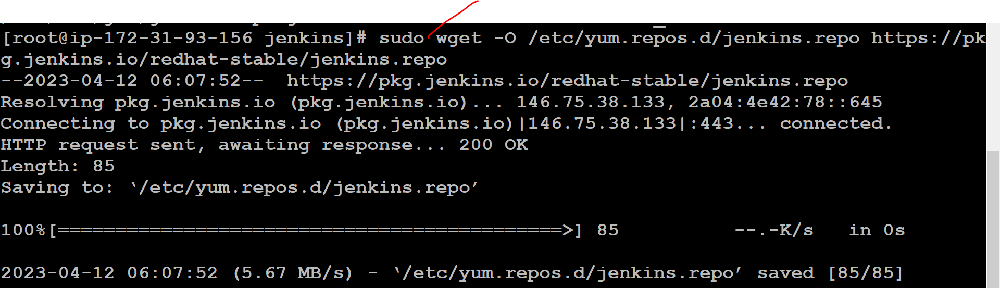 [root@ip-172-31-93-156 jenkins]# sudo wget -O /etc/yum.repos.d/jenkins.repo https://pk
g.jenkins.io/redhat-stable/jenkins.repo
--2023-04-12 06:07:52--  https://pkg.jenkins.io/redhat-stable/jenkins.repo
Resolving pkg.jenkins.io (pkg.jenkins.io)... 146.75.38.133, 2a04:4e42:78::645
Connecting to pkg.jenkins.io (pkg.jenkins.io)|146.75.38.133|:443... connected.
HTTP request sent, awaiting response... 200 OK
Length: 85
Saving to: ‘/etc/yum.repos.d/jenkins.repo’
100%[============================================>] 85          --.-K/s   in 0s
2023-04-12 06:07:52 (5.67 MB/s) - ‘/etc/yum.repos.d/jenkins.repo’ saved [85/85]